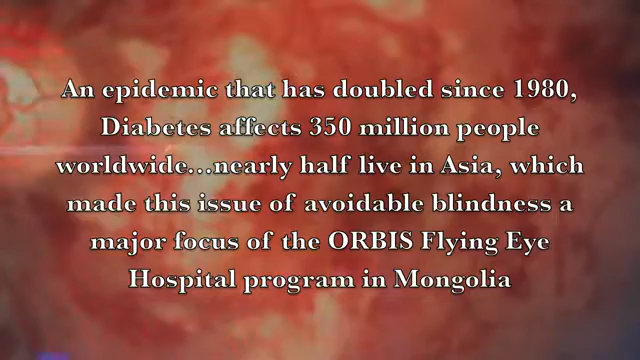 An epidemic that has doubled since 1980,
Diabetes affects 350 million people
worldwide...nearly half live in Asia, which
made this issue of avoidable blindness a
major focus of the ORBIS Flying Eye
Hospital program in Mongolia